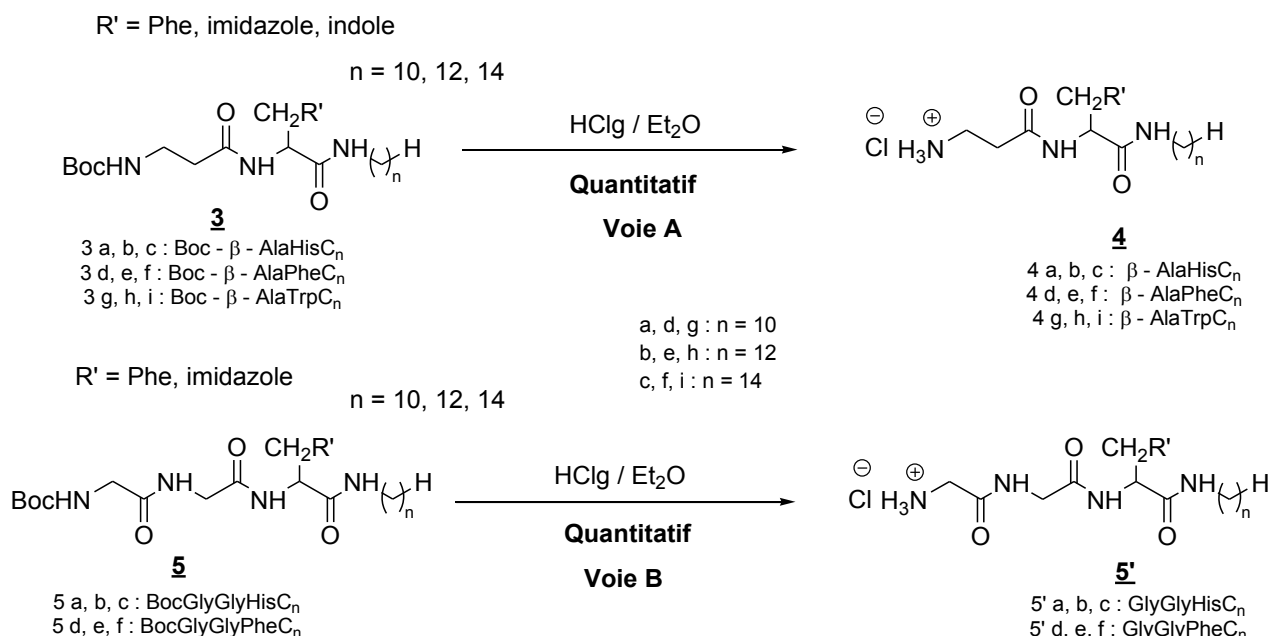 R' = Phe, imidazole, indole
n = 10, 12, 14
O
CH2R'
BocHN
NH
O
NH
H
n
3
3 a, b, c : Boc - β - AlaHisCn
3 d, e, f : Boc - β - AlaPheCn
3 g, h, i : Boc - β - AlaTrpCn
HClg / Et2O
Quantitatif
Voie A
⊖
Cl
⊕
H3N
O
NH
CH2R'
O
NH
H
n
4
4 a, b, c : β - AlaHisCn
4 d, e, f : β - AlaPheCn
4 g, h, i : β - AlaTrpCn
a, d, g : n = 10
b, e, h : n = 12
c, f, i : n = 14
R' = Phe, imidazole
n = 10, 12, 14
BocHN
O
NH
O
NH
CH2R'
O
NH
H
n
5
5 a, b, c : BocGlyGlyHisCn
5 d, e, f : BocGlyGlyPheCn
HClg / Et2O
Quantitatif
Voie B
⊖
Cl
⊕
H3N
O
NH
O
NH
CH2R'
O
NH
H
n
5'
5' a, b, c : GlyGlyHisCn
5' d, e, f : GlyGlyPheCn